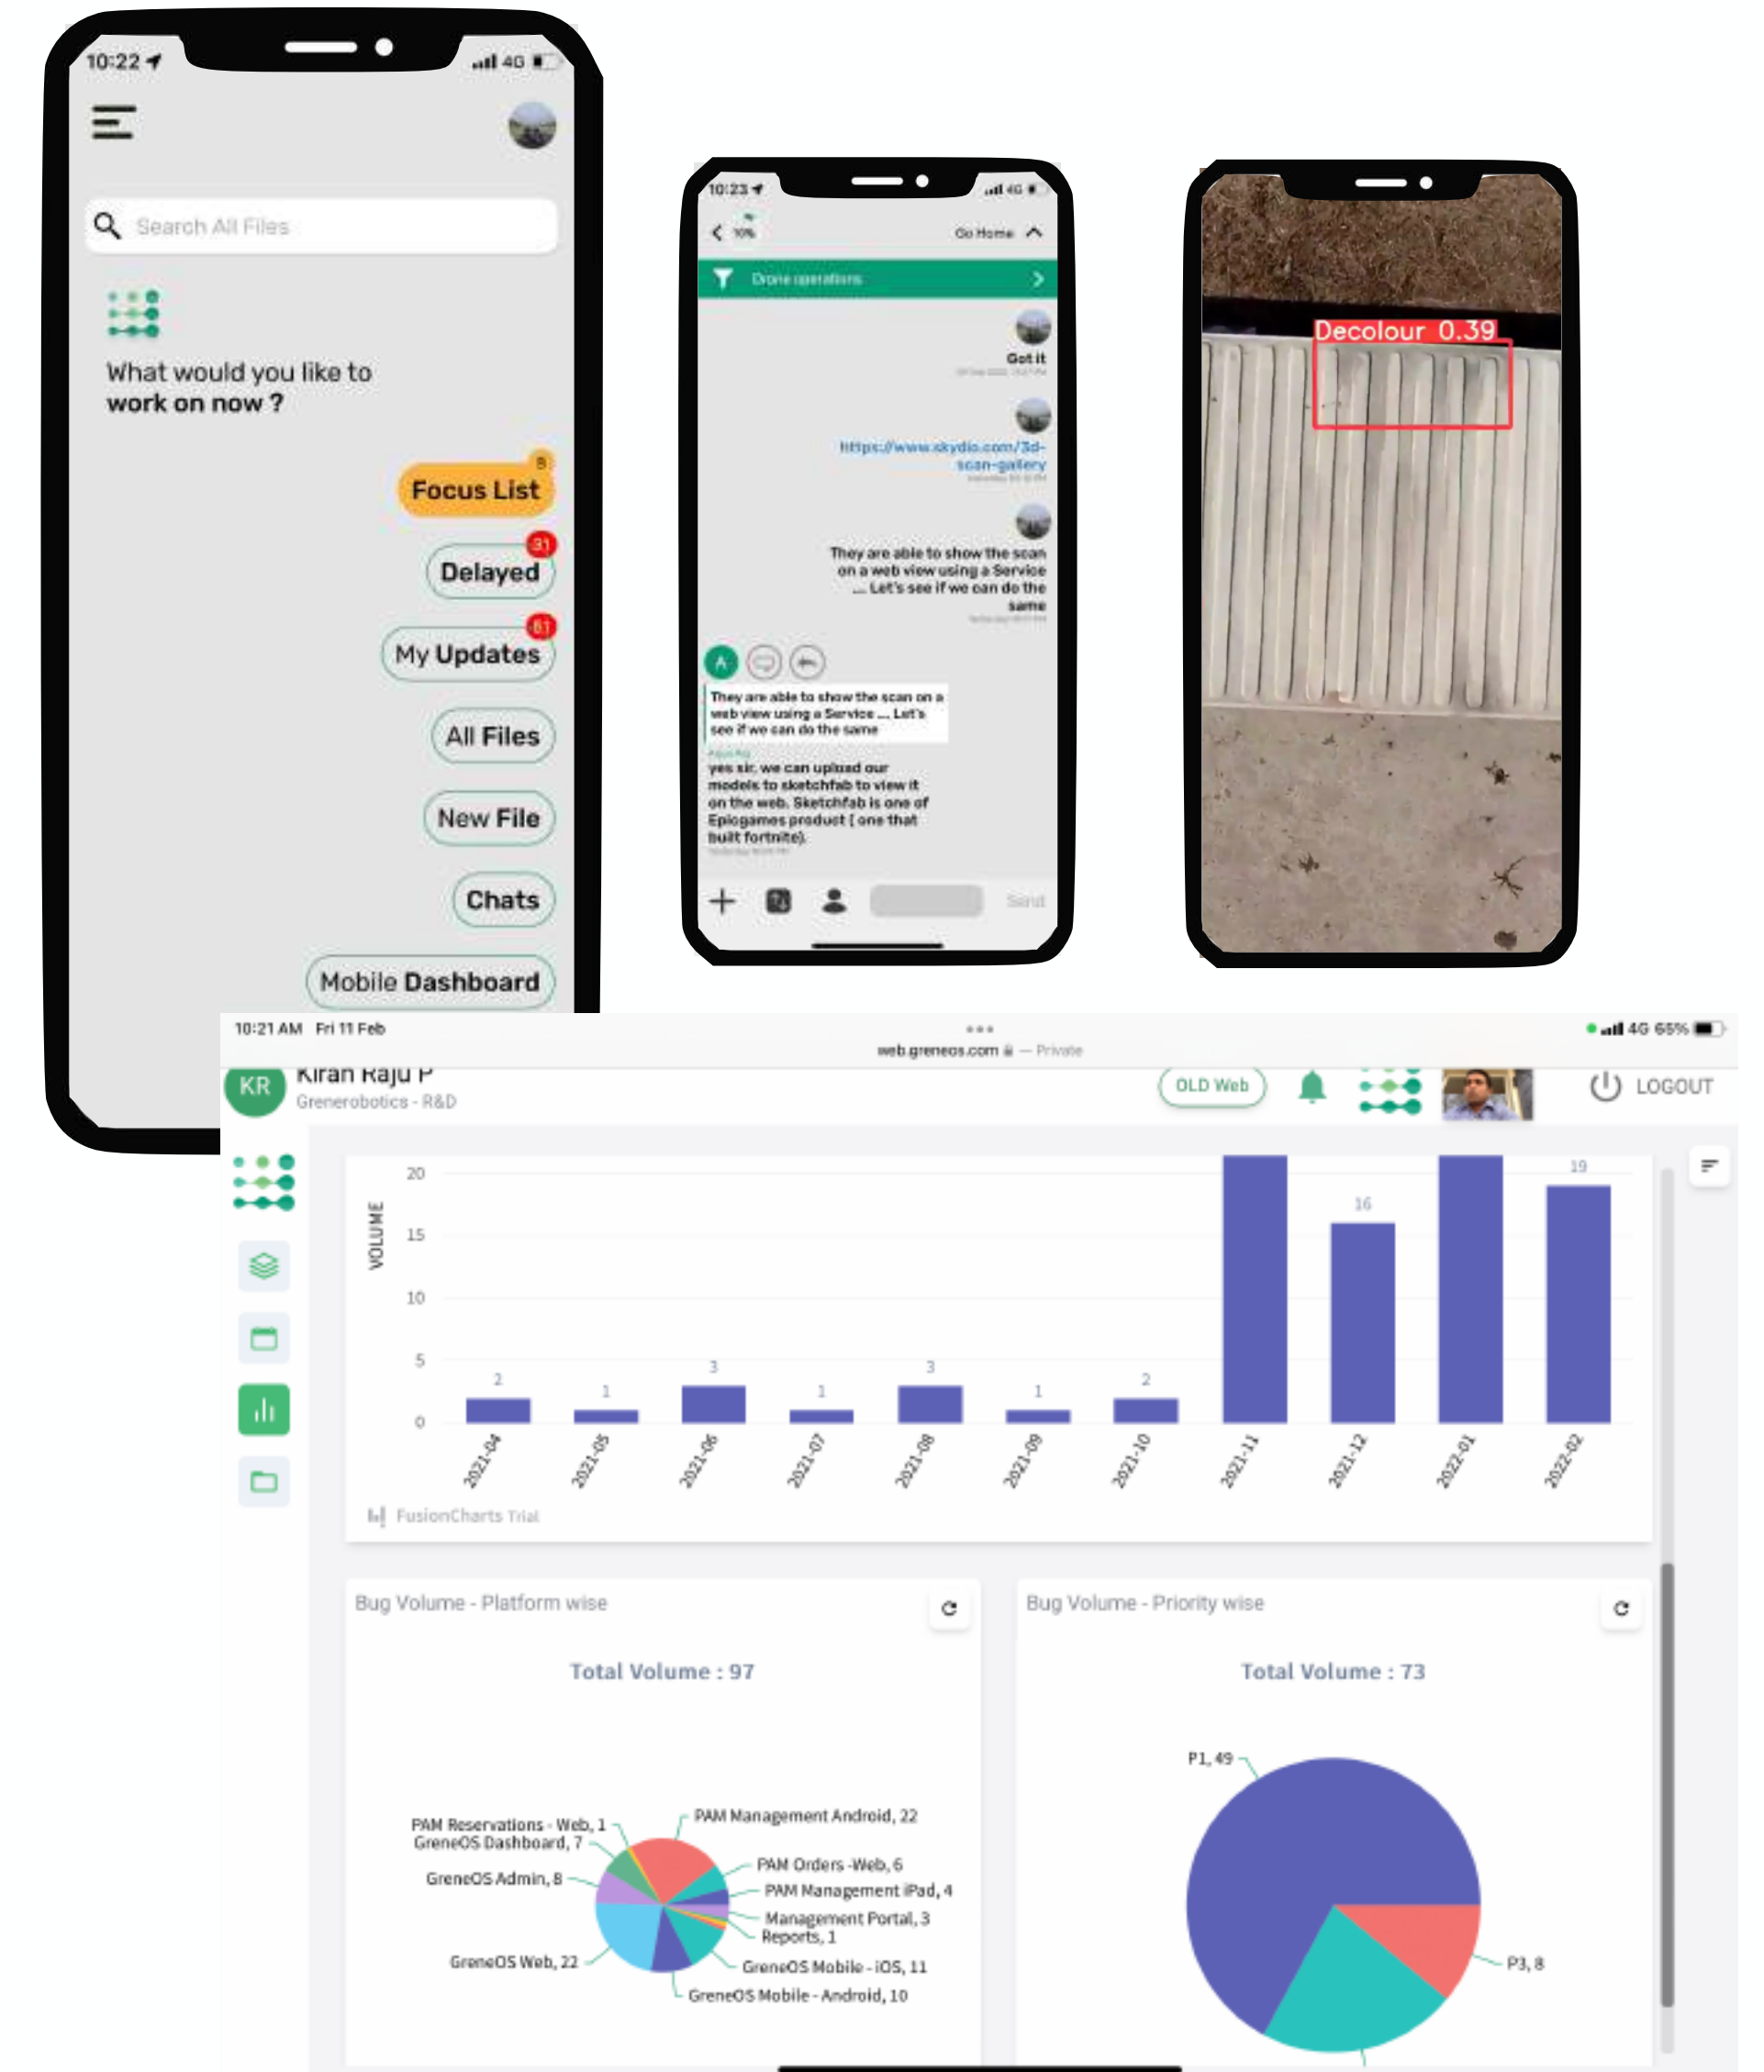 10:22
4G
Search All Files
What would you like to
work on now ?
9
Focus List
31
Delayed
61
My Updates
All Files
New File
Chats
Mobile Dashboard
10:23
4G
10%
Go Home
Drone operations
Got it
https://www.skydio.com/3d-
scan-gallery
They are able to show the scan
on a web view using a Service
.... Let's see if we can do the
same
A
They are able to show the scan on a
web view using a Service .... Let's
see if we can do the same
yes sir, we can upload our
models to sketchfab to view it
on the web. Sketchfab is one of
Epicgames product ( one that
built fortnite).
Send
Decolour 0.39
10:21 AM Fri 11 Feb
web.greneos.com — Private
4G 65%
KR
Kiran Raju P
Grenerobotics - R&D
OLD Web
LOGOUT
VOLUME
20
15
10
5
0
2
1
3
1
3
1
2
16
19
2021-04
2021-05
2021-06
2021-07
2021-08
2021-09
2021-10
2021-11
2021-12
2022-01
2022-02
FusionCharts Trial
Bug Volume - Platform wise
Total Volume : 97
PAM Reservations - Web, 1
GreneOS Dashboard, 7
GreneOS Admin, 8
GreneOS Web, 22
PAM Management Android, 22
PAM Orders -Web, 6
PAM Management iPad, 4
Management Portal, 3
Reports, 1
GreneOS Mobile - iOS, 11
GreneOS Mobile - Android, 10
Bug Volume - Priority wise
Total Volume : 73
P1, 49
P3, 8